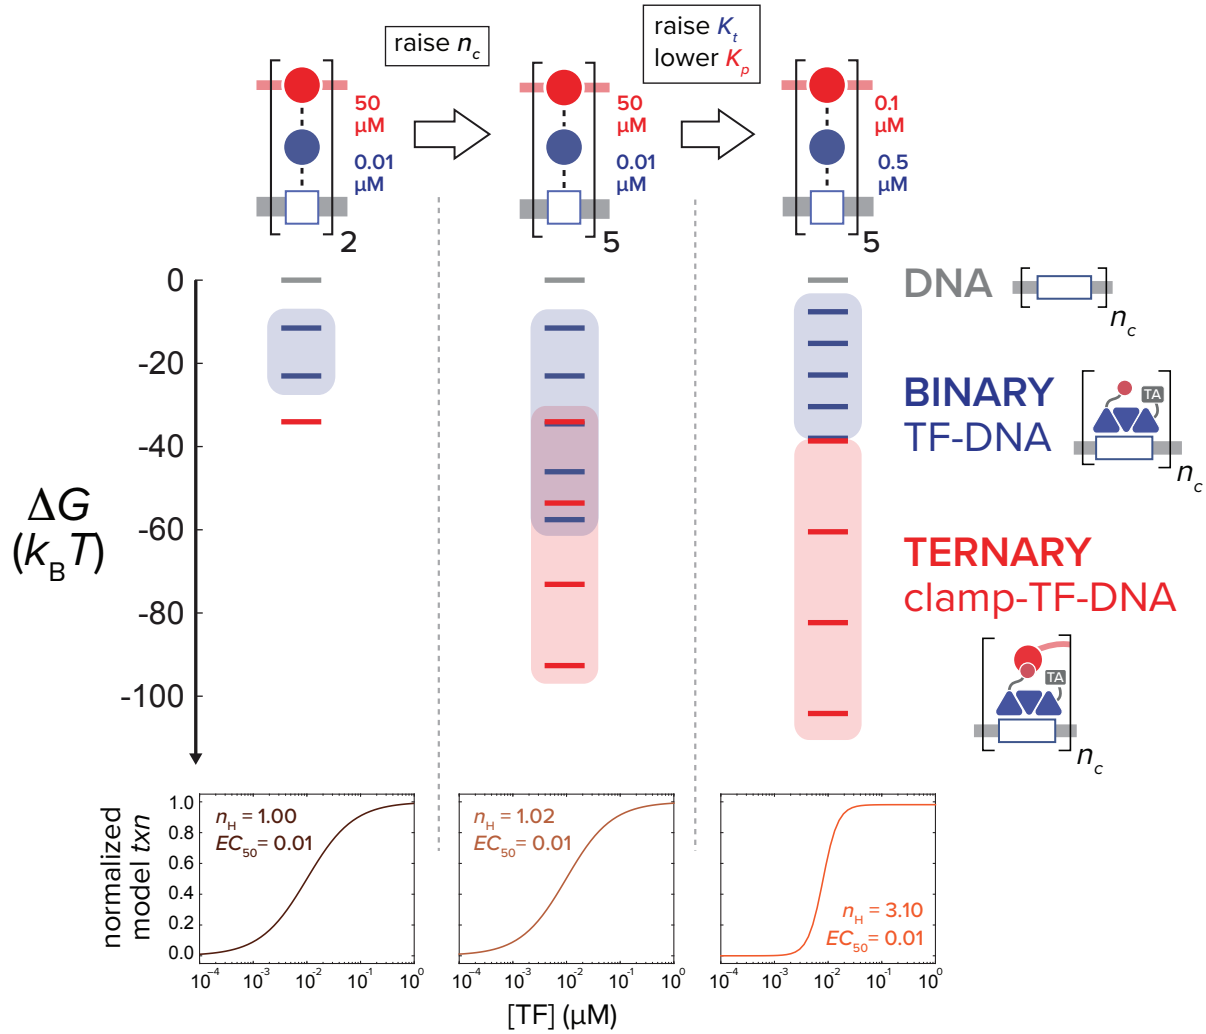 raise n_c
raise K_t
lower K_p
50 µM
0.01 µM
2
50 µM
0.01 µM
5
0.1 µM
0.5 µM
5
0
-20
-40
-60
-80
-100
ΔG
(k_B T)
DNA
n_c
BINARY
TF-DNA
TA
n_c
TERNARY
clamp-TF-DNA
TA
n_c
normalized
model txn
1.0
0.8
0.6
0.4
0.2
0.0
n_H = 1.00
EC_50 = 0.01
10^-4 10^-3 10^-2 10^-1 10^0
n_H = 1.02
EC_50 = 0.01
10^-4 10^-3 10^-2 10^-1 10^0
n_H = 3.10
EC_50 = 0.01
10^-4 10^-3 10^-2 10^-1 10^0
[TF] (µM)